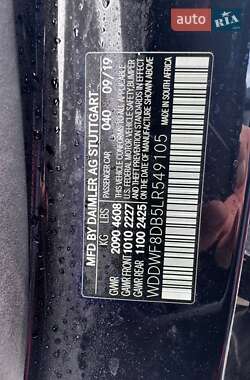 AUTO
RIA
MFD BY DAIMLER AG STUTTGART
PASSENGER CAR 040 09/19
KG LBS
GVWR 2090 4608
GAWR FRONT 1010 2227
GAWR REAR 1100 2425
THIS VEHICLE CONFORMS TO ALL APPLICABLE
FEDERAL MOTOR VEHICLE SAFETY, BUMPER,
AND THEFT PREVENTION STANDARDS IN EFFECT
ON THE DATE OF MANUFACTURE SHOWN ABOVE.
MADE IN SOUTH AFRICA
WDDWF8DB5LR549105